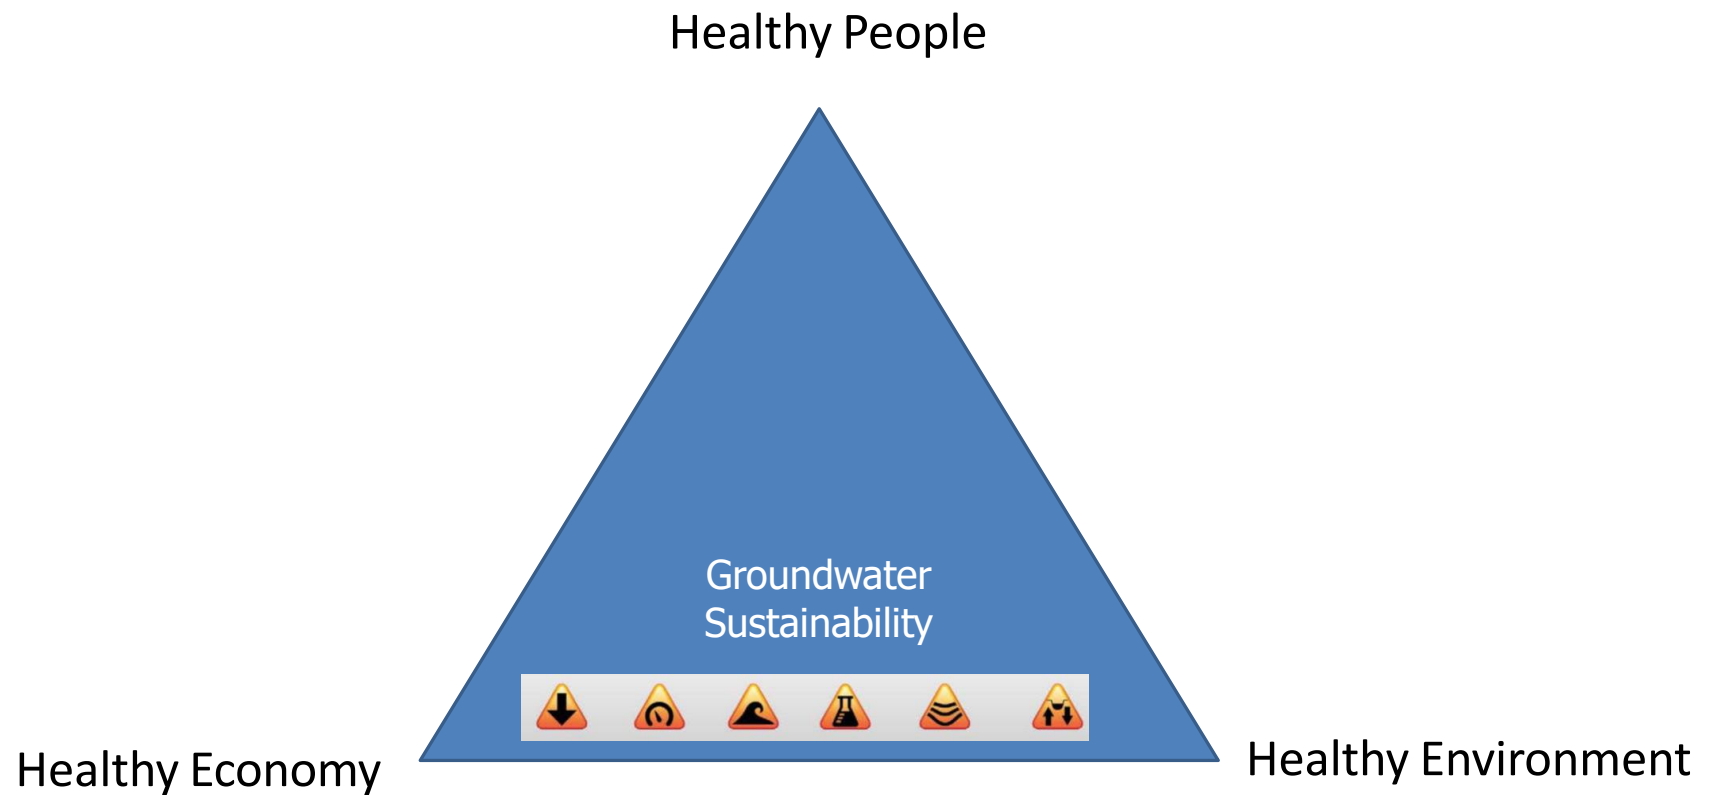 Healthy People
Groundwater
Sustainability
Healthy Economy
Healthy Environment